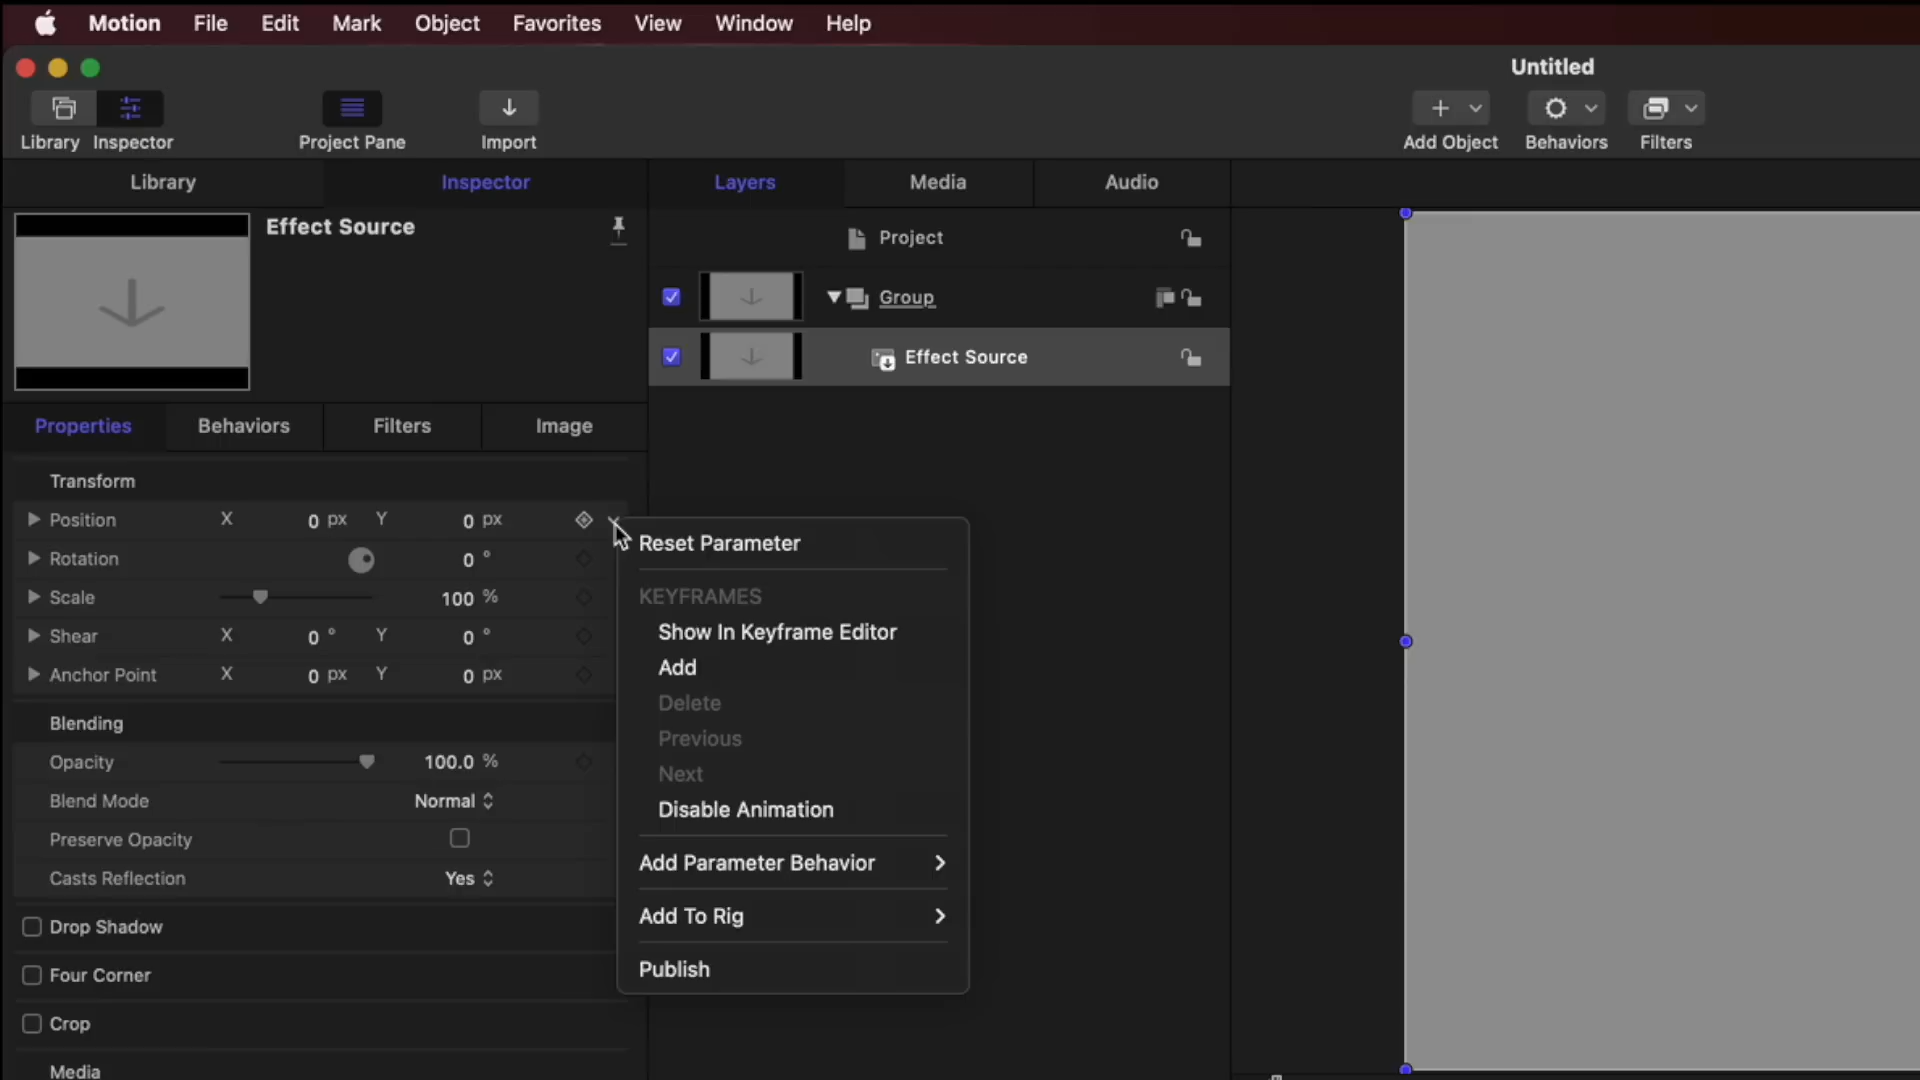 Motion File Edit Mark Object Favorites View Window Help
Untitled
Library Inspector Project Pane Import Add Object Behaviors Filters
Library Inspector Layers Media Audio
Effect Source
Project
Group
Effect Source
Properties Behaviors Filters Image
Transform
Position X 0 px Y 0 px
Rotation 0 °
Scale 100 %
Shear X 0 ° Y 0 °
Anchor Point X 0 px Y 0 px
Blending
Opacity 100.0 %
Blend Mode Normal
Preserve Opacity
Casts Reflection Yes
Drop Shadow
Four Corner
Crop
Media
Reset Parameter
KEYFRAMES
Show In Keyframe Editor
Add
Delete
Previous
Next
Disable Animation
Add Parameter Behavior
Add To Rig
Publish